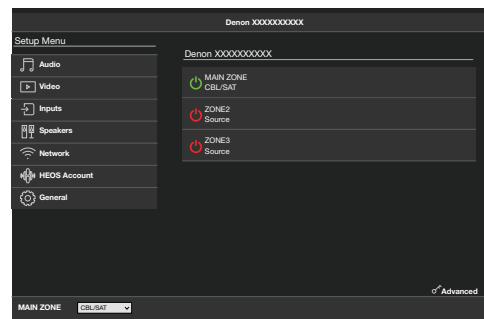 Denon XXXXXXXXXX
Setup Menu
Audio
Video
Inputs
Speakers
Network
HEOS Account
General
Denon XXXXXXXXXX
MAIN ZONE
CBL/SAT
ZONE2
Source
ZONE3
Source
Advanced
MAIN ZONE CBL/SAT